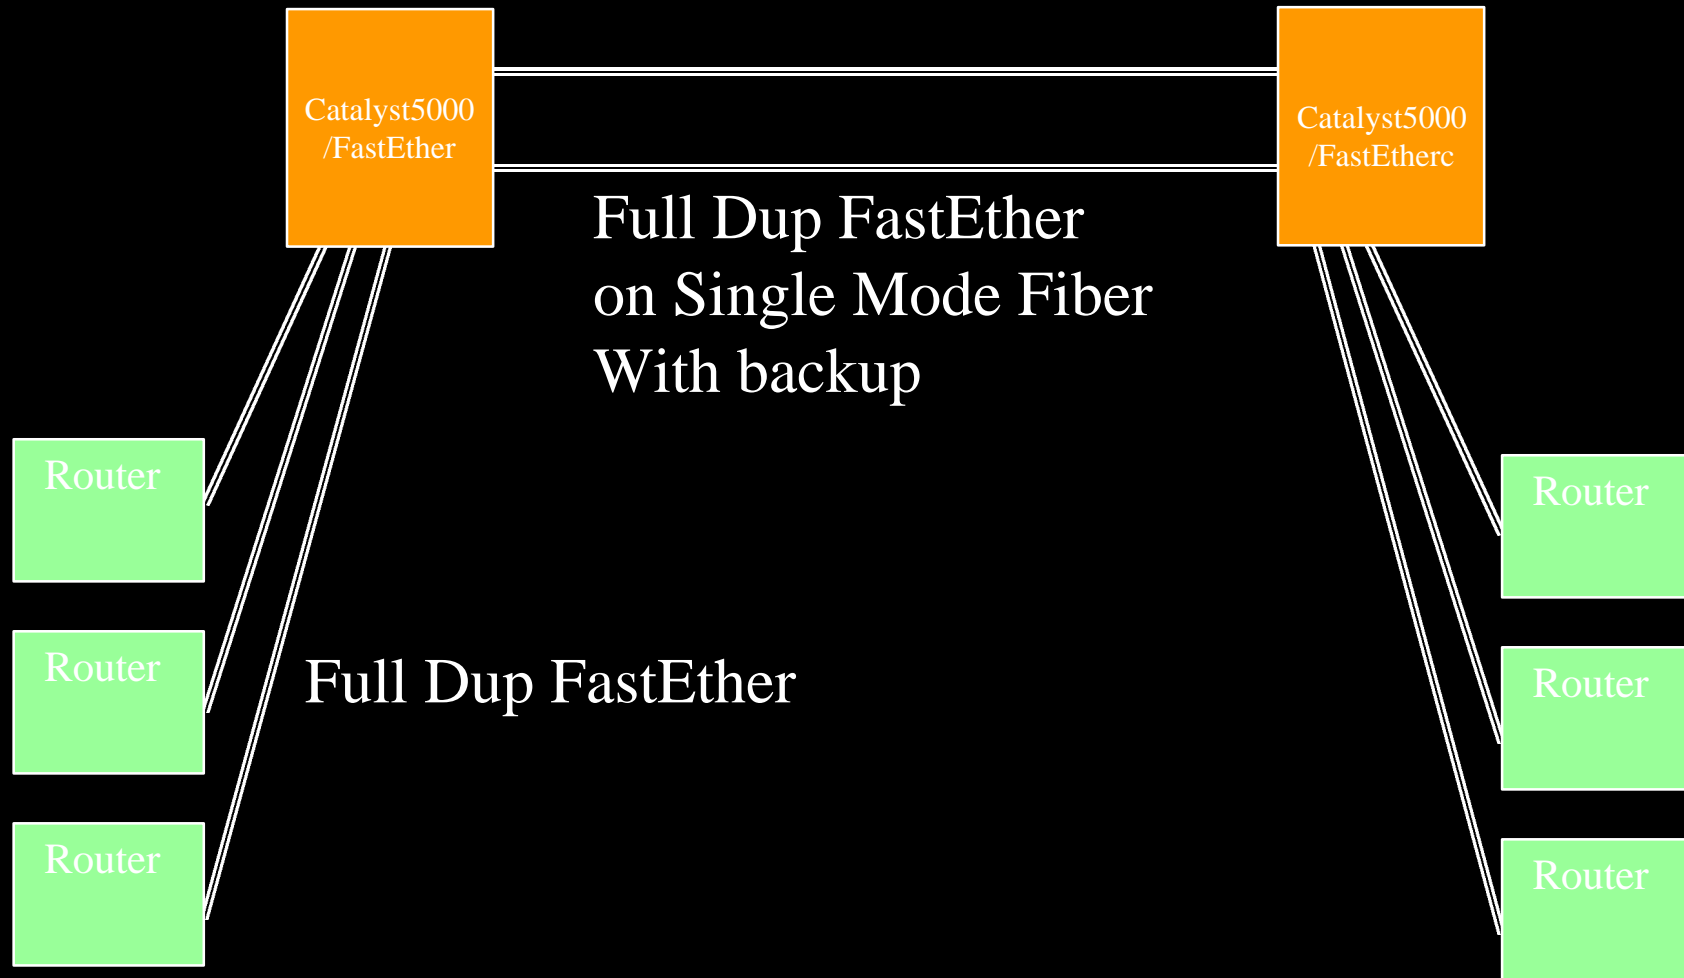 Catalyst5000
/FastEther
Catalyst5000
/FastEtherc
Full Dup FastEther
on Single Mode Fiber
With backup
Router
Router
Router
Full Dup FastEther
Router
Router
Router